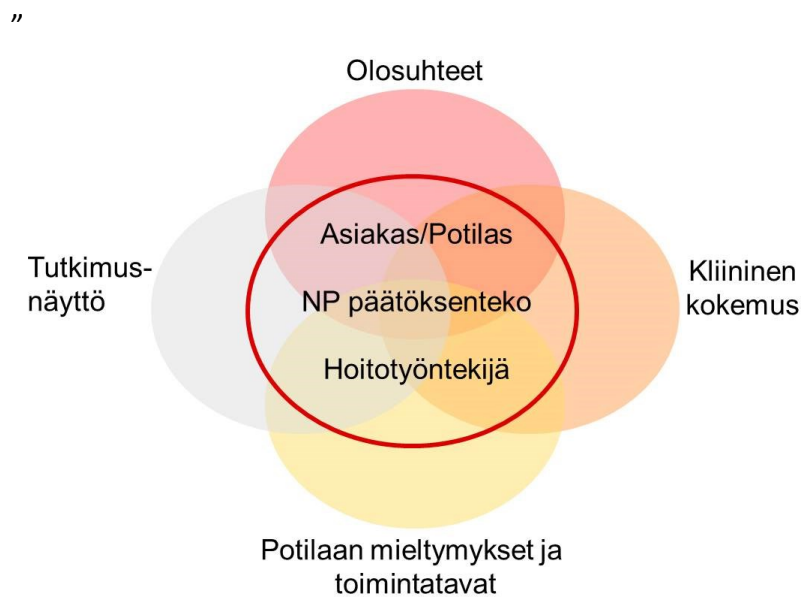 ”
Olosuhteet
Asiakas/Potilas
Tutkimus-
näyttö
NP päätöksenteko
Kliininen
kokemus
Hoitotyöntekijä
Potilaan mieltymykset ja
toimintatavat